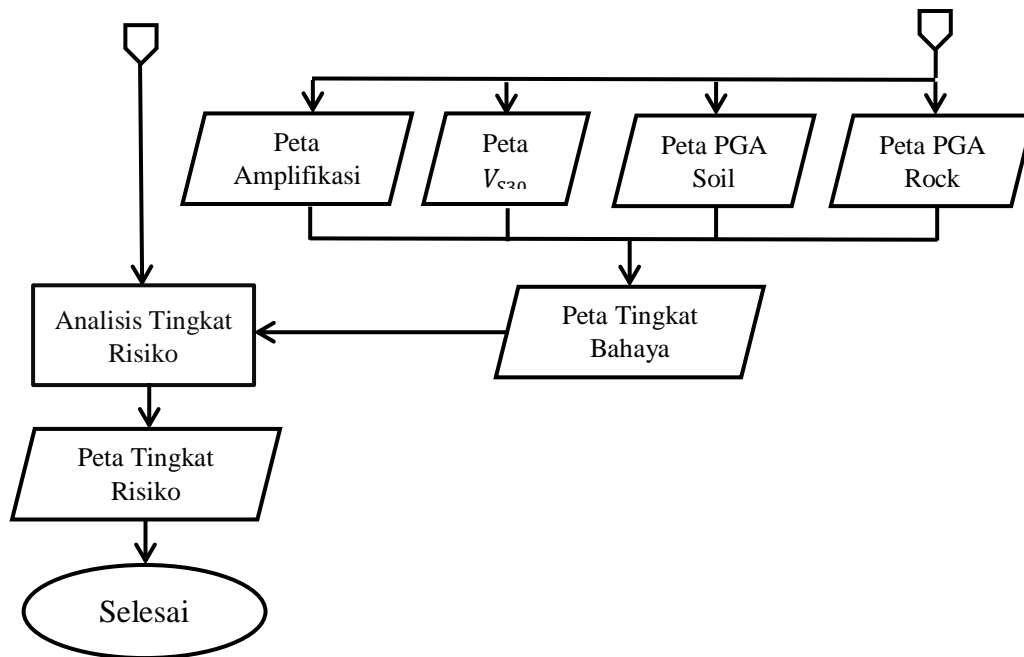 Peta
Amplifikasi
Peta
V_{S30}
Peta PGA
Soil
Peta PGA
Rock
Analisis Tingkat
Risiko
Peta Tingkat
Bahaya
Peta Tingkat
Risiko
Selesai